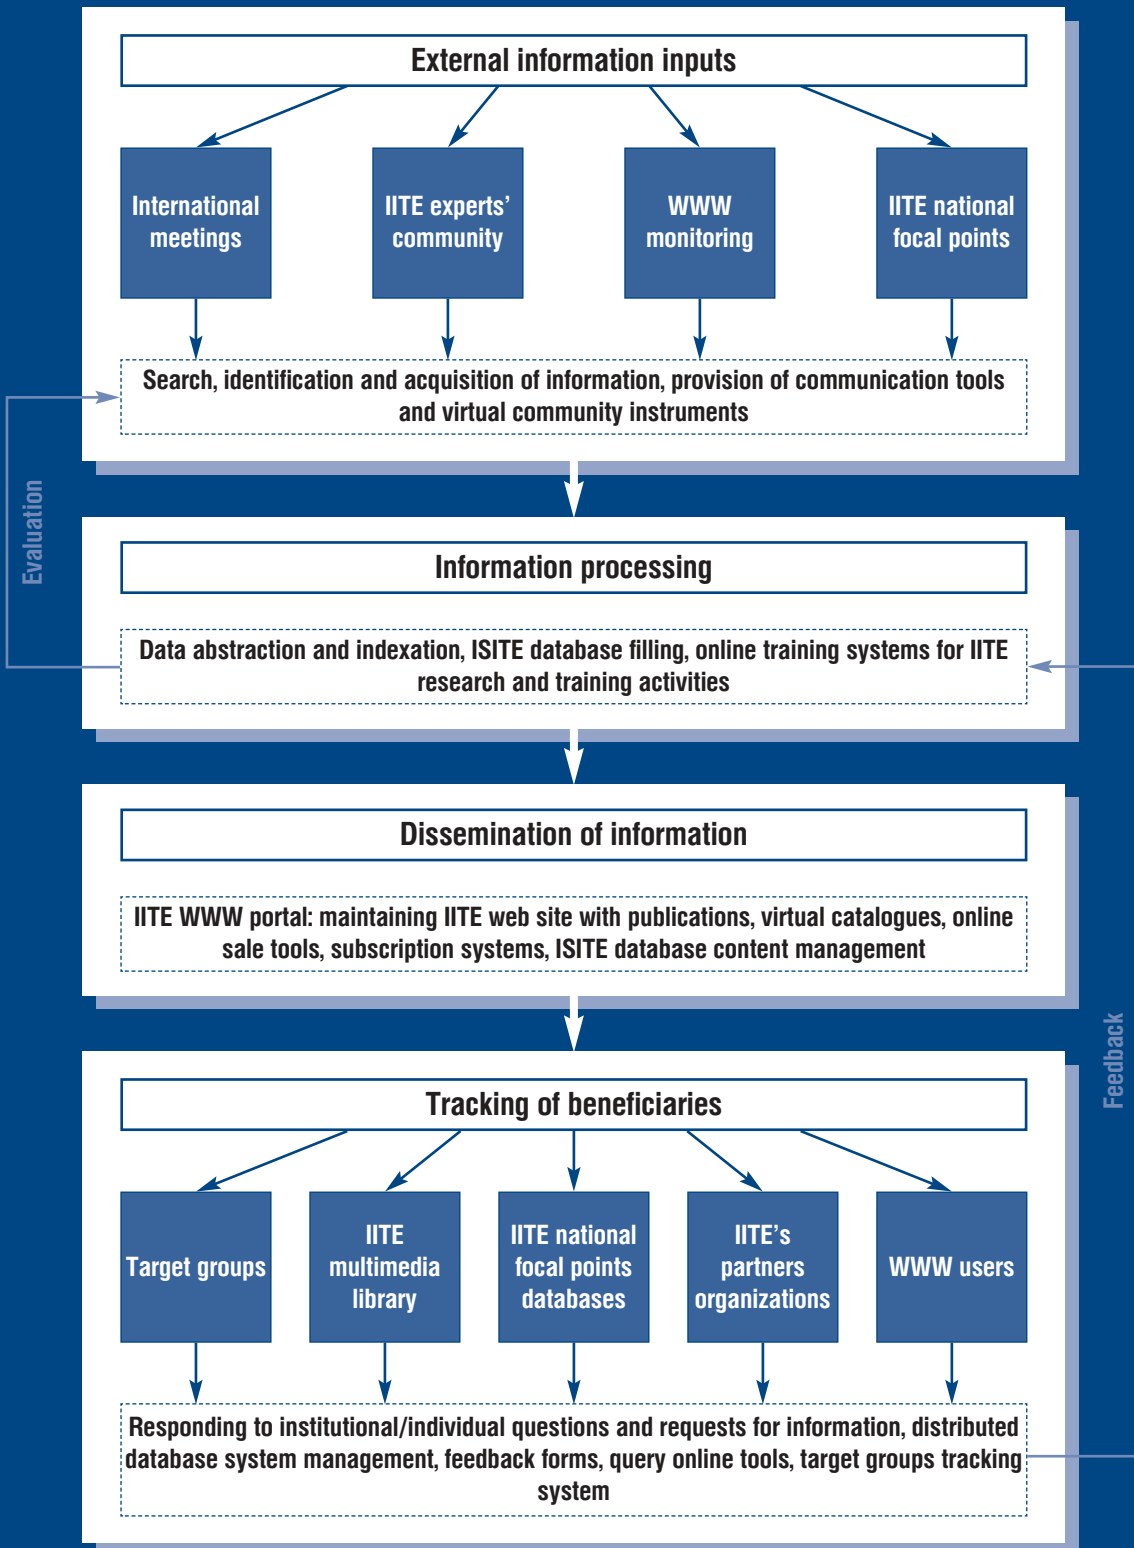 External information inputs
International
meetings
IITE experts’
community
WWW
monitoring
IITE national
focal points
Search, identification and acquisition of information, provision of communication tools
and virtual community instruments
Evaluation
Information processing
Data abstraction and indexation, ISITE database filling, online training systems for IITE
research and training activities
Dissemination of information
IITE WWW portal: maintaining IITE web site with publications, virtual catalogues, online
sale tools, subscription systems, ISITE database content management
Feedback
Tracking of beneficiaries
Target groups
IITE
multimedia
library
IITE national
focal points
databases
IITE’s
partners
organizations
WWW users
Responding to institutional/individual questions and requests for information, distributed
database system management, feedback forms, query online tools, target groups tracking
system